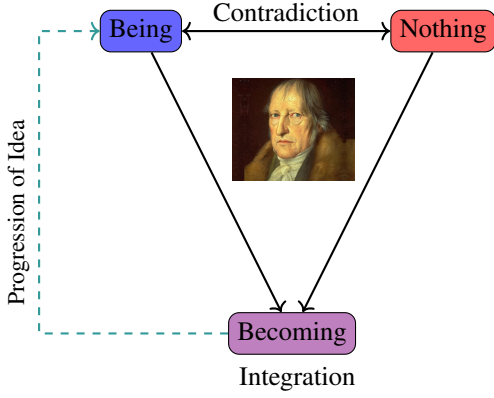 Contradiction
Being
Nothing
Progression of Idea
Becoming
Integration